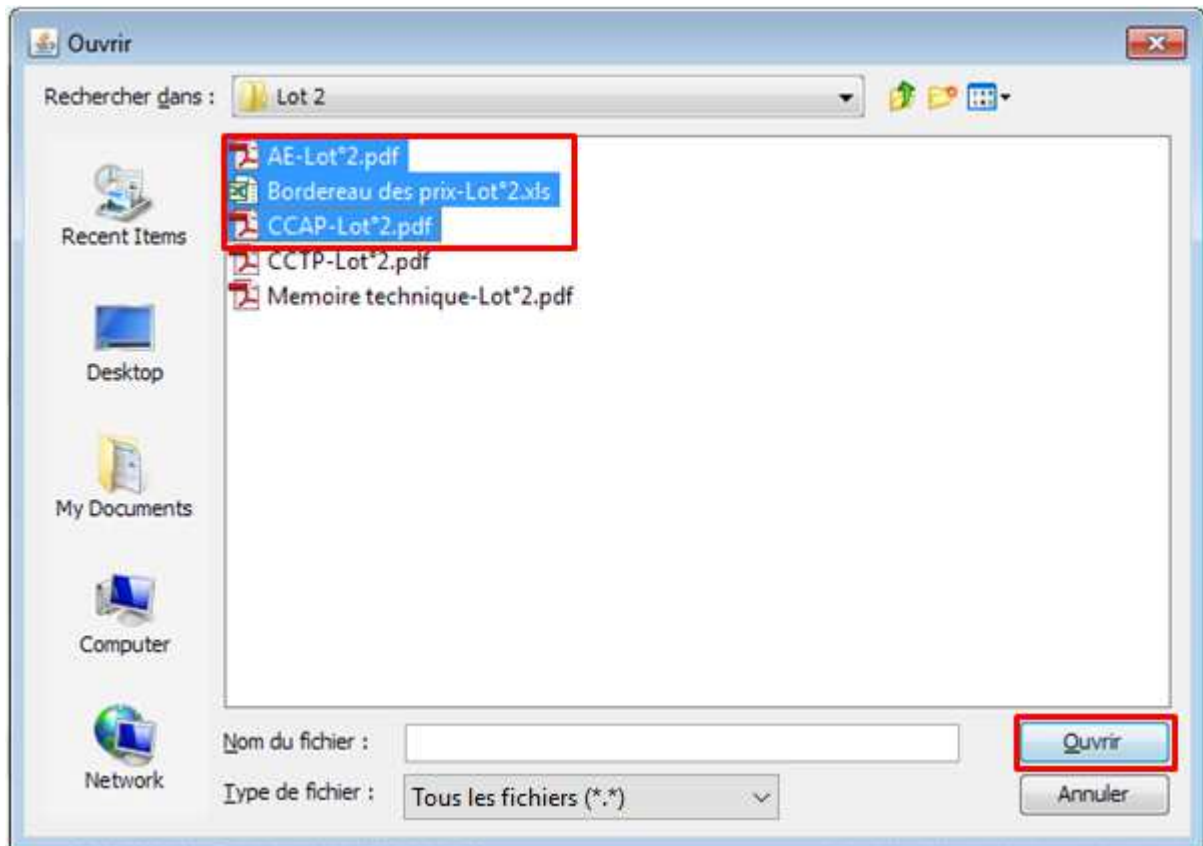 Ouvrir
Rechercher dans :
Lot 2
AE-Lot°2.pdf
Bordereau des prix-Lot°2.xls
CCAP-Lot°2.pdf
CCTP-Lot°2.pdf
Memoire technique-Lot°2.pdf
Recent Items
Desktop
My Documents
Computer
Network
Nom du fichier :
Ouvrir
Type de fichier :
Tous les fichiers (*.*)
Annuler